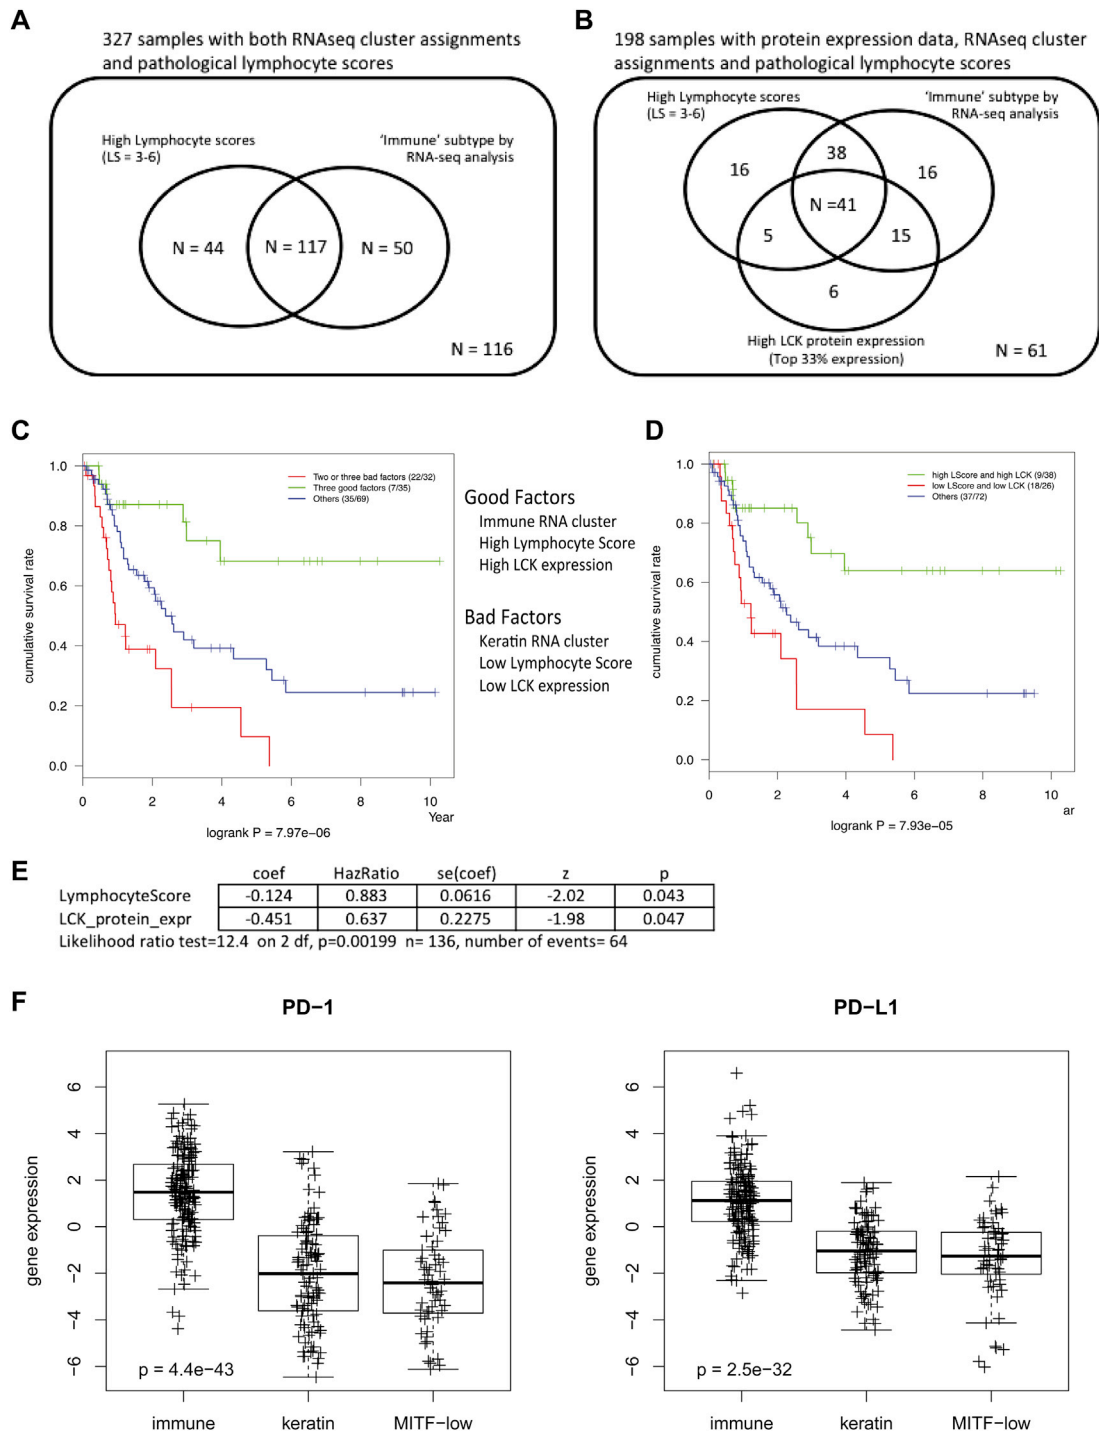 A
327 samples with both RNAseq cluster assignments
and pathological lymphocyte scores
High Lymphocyte scores
(LS = 3-6)
'Immune' subtype by
RNA-seq analysis
N = 44
N = 117
N = 50
N = 116
B
198 samples with protein expression data, RNAseq cluster
assignments and pathological lymphocyte scores
High Lymphocyte scores
(LS = 3-6)
'Immune' subtype by
RNA-seq analysis
16
38
16
N =41
5
15
6
High LCK protein expression
(Top 33% expression)
N = 61
C
cumulative survival rate
1.0
0.8
0.6
0.4
0.2
0.0
Two or three bad factors (22/32)
Three good factors (7/35)
Others (35/69)
0 2 4 6 8 10
Year
logrank P = 7.97e−06
Good Factors
Immune RNA cluster
High Lymphocyte Score
High LCK expression
Bad Factors
Keratin RNA cluster
Low Lymphocyte Score
Low LCK expression
D
cumulative survival rate
1.0
0.8
0.6
0.4
0.2
0.0
high LScore and high LCK (9/38)
low LScore and low LCK (18/26)
Others (37/72)
0 2 4 6 8 10
ar
logrank P = 7.93e−05
E
coef HazRatio se(coef) z p
LymphocyteScore -0.124 0.883 0.0616 -2.02 0.043
LCK_protein_expr -0.451 0.637 0.2275 -1.98 0.047
Likelihood ratio test=12.4 on 2 df, p=0.00199 n= 136, number of events= 64
F
PD−1
gene expression
6
4
2
0
−2
−4
−6
p = 4.4e−43
immune keratin MITF−low
PD−L1
gene expression
6
4
2
0
−2
−4
−6
p = 2.5e−32
immune keratin MITF−low